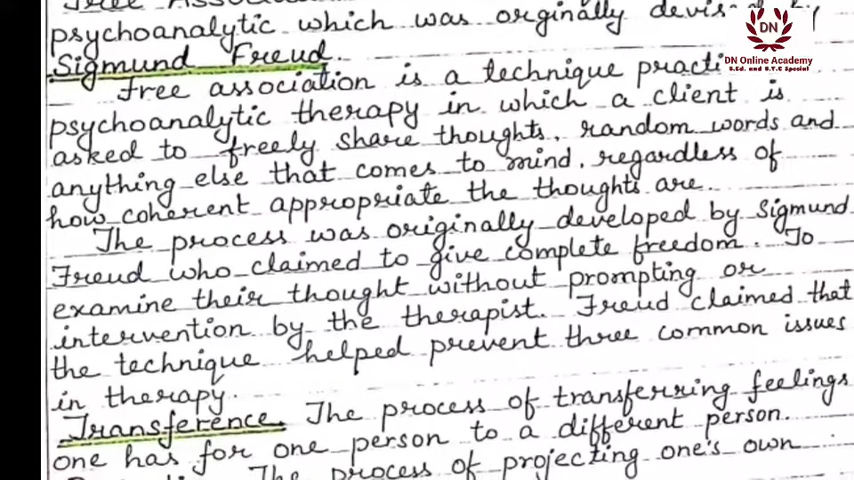 psychoanalytic which was orginally devis
DN
DN Online Academy
B.Ed. and B.T.C Special
Sigmund Freud.
Free association is a technique practi
psychoanalytic therapy in which a client is
asked to freely share thoughts, random words and
anything else that comes to mind, regardless of
how coherent appropriate the thoughts are.
The process was originally developed by Sigmund
Freud who claimed to give complete freedom. To
examine their thought without prompting or
intervention by the therapist. Freud claimed that
the technique helped prevent three common issues
in therapy.
Transference. The process of transferring feelings
one has for one person to a different person.
The process of projecting one's own